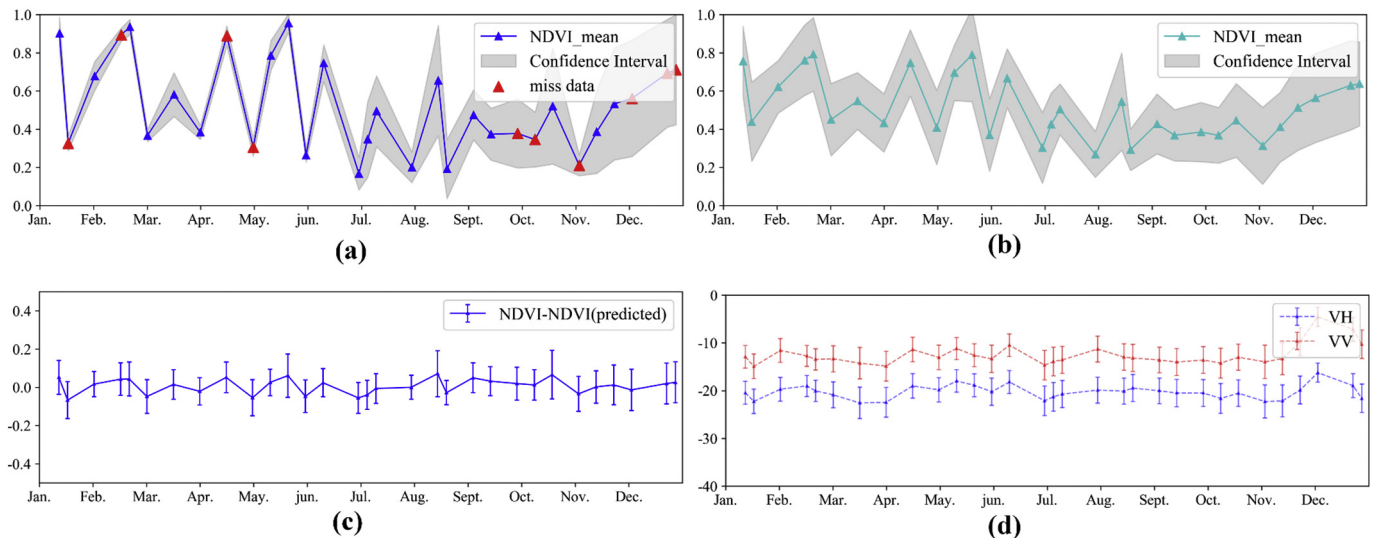 1.0
0.8
0.6
0.4
0.2
0.0
NDVI_mean
Confidence Interval
miss data
Jan. Feb. Mar. Apr. May. jun. Jul. Aug. Sept. Oct. Nov. Dec.
(a)
1.0
0.8
0.6
0.4
0.2
0.0
NDVI_mean
Confidence Interval
Jan. Feb. Mar. Apr. May. jun. Jul. Aug. Sept. Oct. Nov. Dec.
(b)
0.4
0.2
0.0
-0.2
-0.4
NDVI-NDVI(predicted)
Jan. Feb. Mar. Apr. May. jun. Jul. Aug. Sept. Oct. Nov. Dec.
(c)
0
-10
-20
-30
-40
VH
VV
Jan. Feb. Mar. Apr. May. jun. Jul. Aug. Sept. Oct. Nov. Dec.
(d)